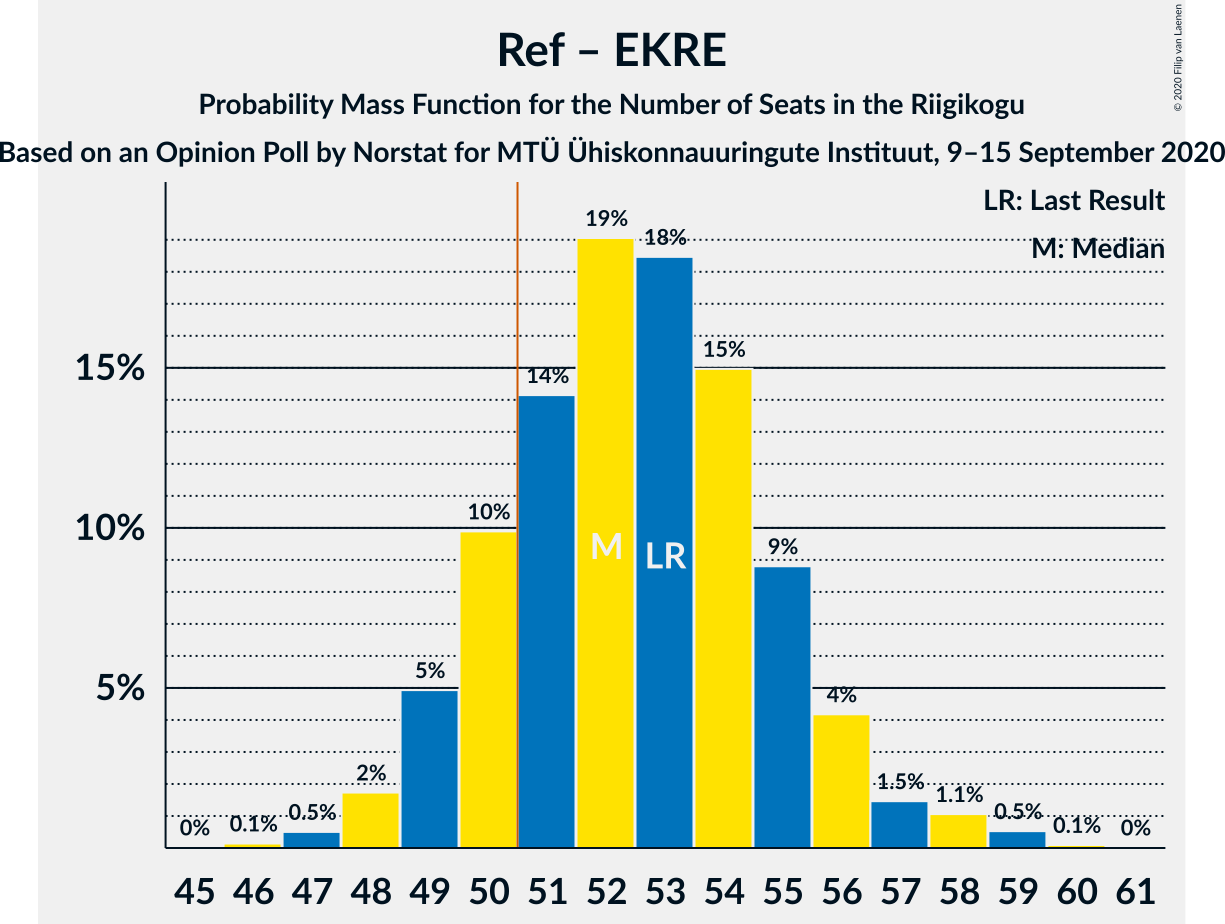 Ref – EKRE
Probability Mass Function for the Number of Seats in the Riigikogu
Based on an Opinion Poll by Norstat for MTÜ Ühiskonnauuringute Instituut, 9–15 September 2020
© 2020 Filip van Laenen
LR: Last Result
M: Median
15%
10%
5%
0%
0.1%
0.5%
2%
5%
10%
14%
19%
18%
15%
9%
4%
1.5%
1.1%
0.5%
0.1%
0%
M
LR
45 46 47 48 49 50 51 52 53 54 55 56 57 58 59 60 61